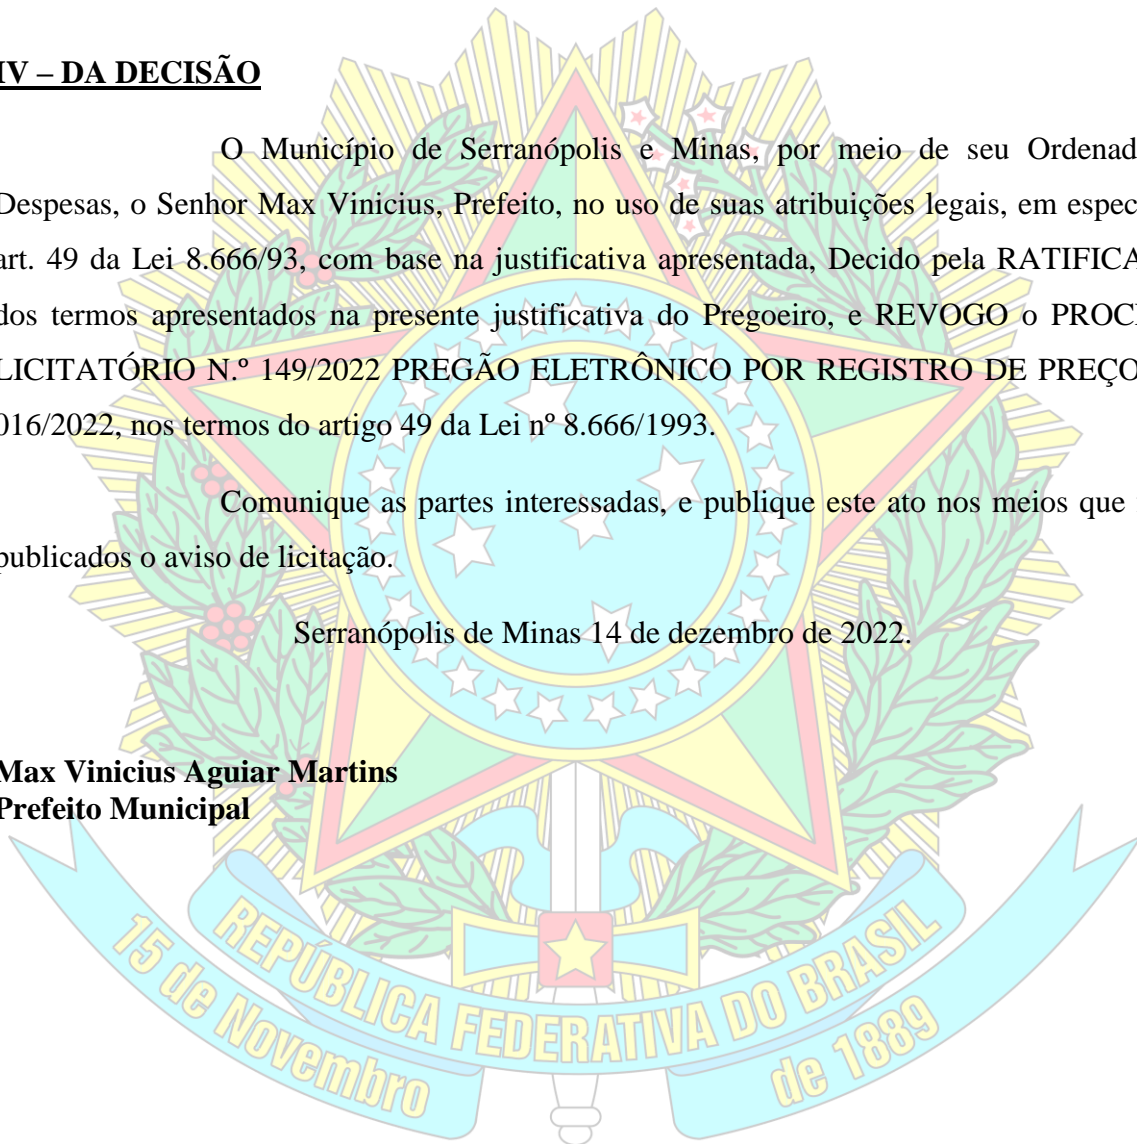 IV – DA DECISÃO
O Município de Serranópolis e Minas, por meio de seu Ordenad
Despesas, o Senhor Max Vinicius, Prefeito, no uso de suas atribuições legais, em espec
art. 49 da Lei 8.666/93, com base na justificativa apresentada, Decido pela RATIFICA
dos termos apresentados na presente justificativa do Pregoeiro, e REVOGO o PROC
LICITATÓRIO N.º 149/2022 PREGÃO ELETRÔNICO POR REGISTRO DE PREÇO
016/2022, nos termos do artigo 49 da Lei nº 8.666/1993.
Comunique as partes interessadas, e publique este ato nos meios que
publicados o aviso de licitação.
Serranópolis de Minas 14 de dezembro de 2022.
Max Vinicius Aguiar Martins
Prefeito Municipal
REPÚBLICA FEDERATIVA DO BRASIL
15 de Novembro
de 1889